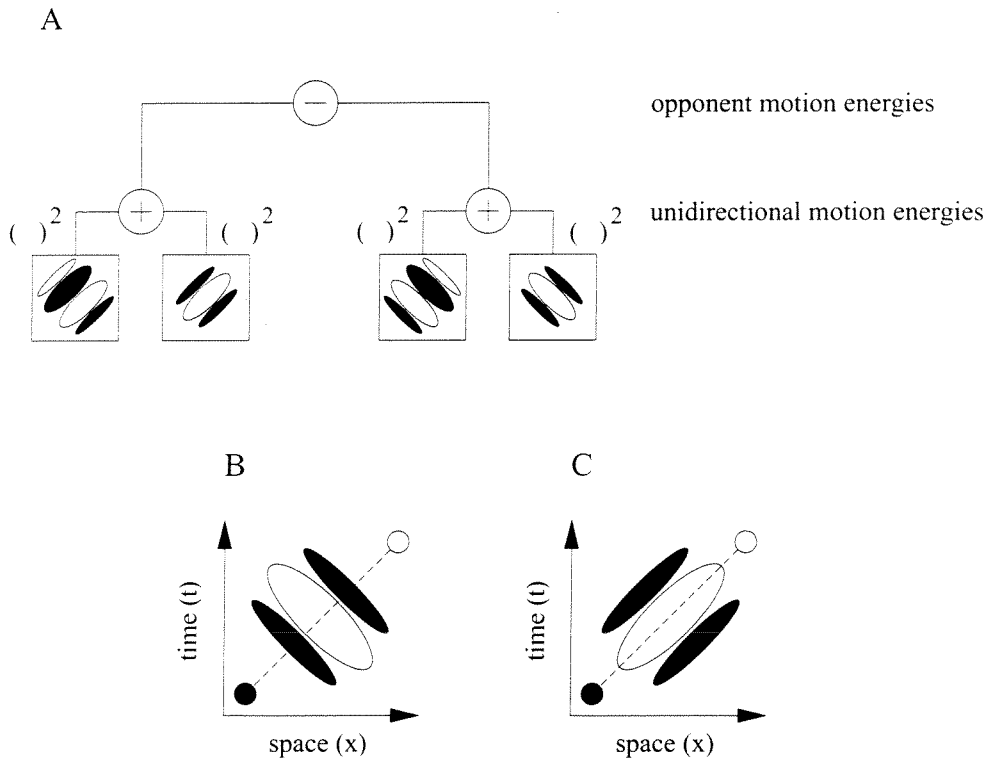 A
opponent motion energies
( )² ( )² ( )² ( )²
unidirectional motion energies
B
C
time (t)
space (x)
time (t)
space (x)